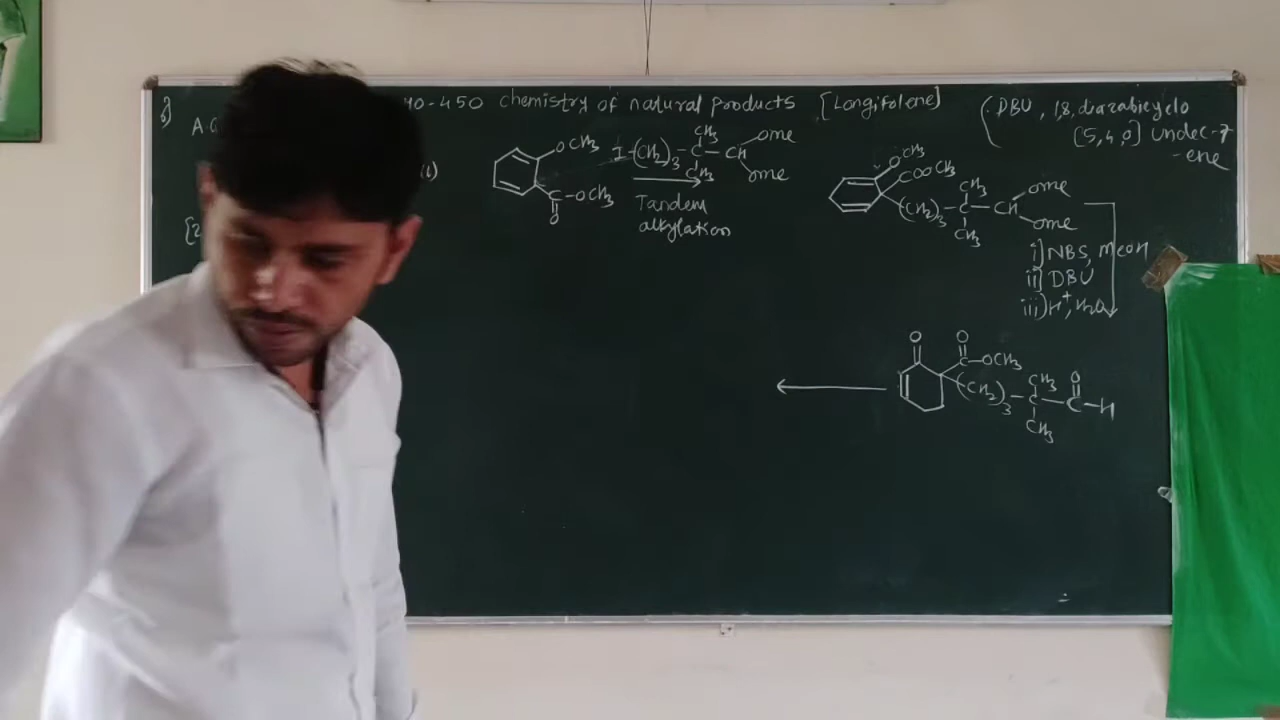 40-450 chemistry of natural products [Longifolene]
(DBU, 1,8, diazabicyclo
[5,4,0] Undec-7
-ene
OCH3 I-(CH2)3-C-CH
CH3
CH3
ome
ome
C-OCH3
O
Tandem
alkylation
OCH3
COOCH3
(CH2)3-C-CH
CH3
CH3
ome
ome
i] NBS, meoH
ii] DBU
iii) H+, H2O
O O
C-OCH3
(CH2)3-C-C-H
CH3
CH3
O